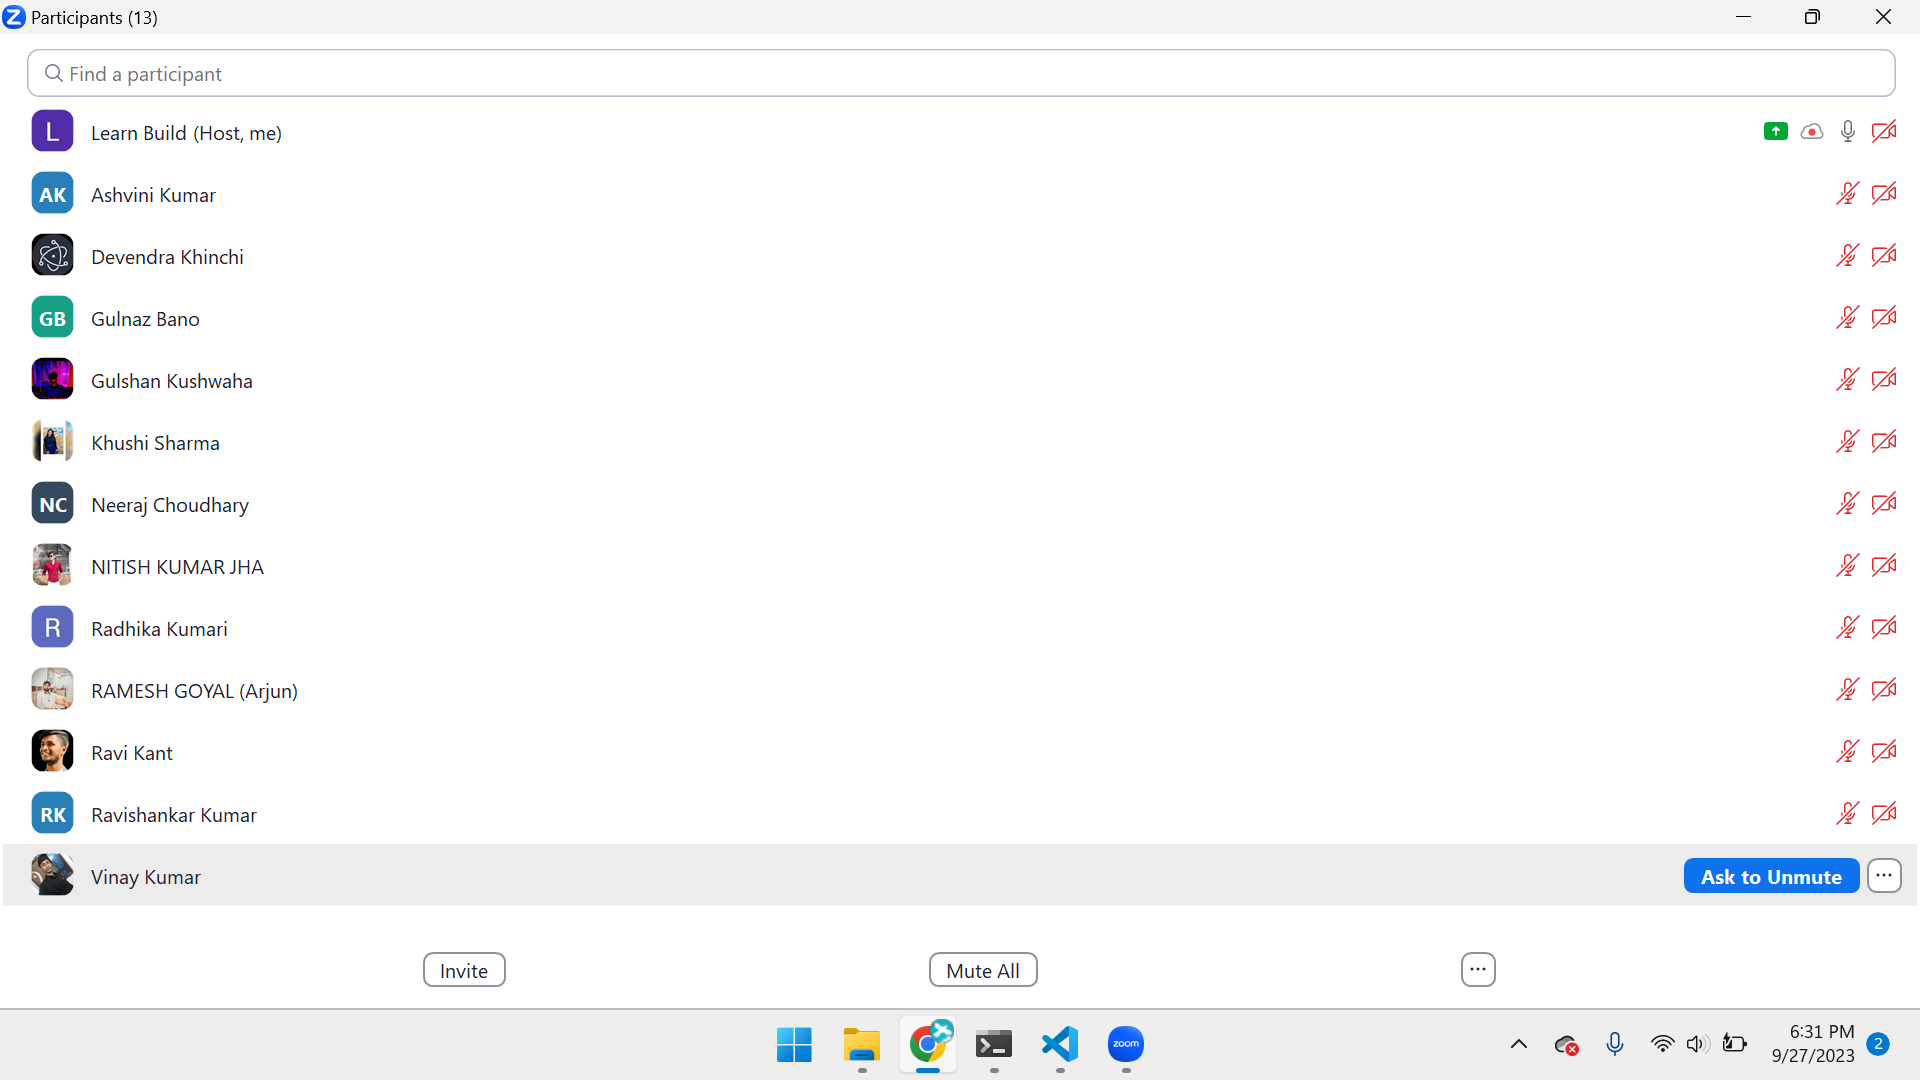 Participants (13)
Find a participant
L Learn Build (Host, me)
AK Ashvini Kumar
Devendra Khinchi
GB Gulnaz Bano
Gulshan Kushwaha
Khushi Sharma
NC Neeraj Choudhary
NITISH KUMAR JHA
R Radhika Kumari
RAMESH GOYAL (Arjun)
Ravi Kant
RK Ravishankar Kumar
Vinay Kumar Ask to Unmute ...
Invite Mute All ...
zoom 6:31 PM 2
9/27/2023